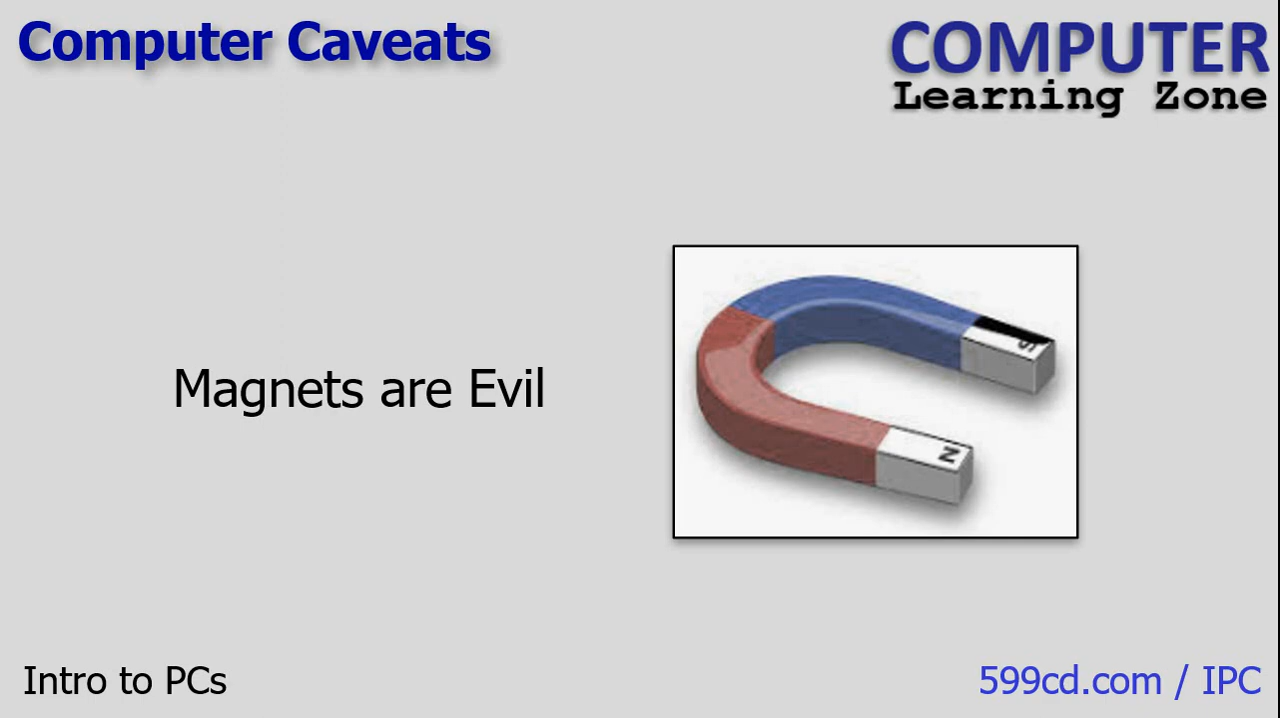 Computer Caveats
COMPUTER
Learning Zone
Magnets are Evil
S
N
Intro to PCs
599cd.com / IPC